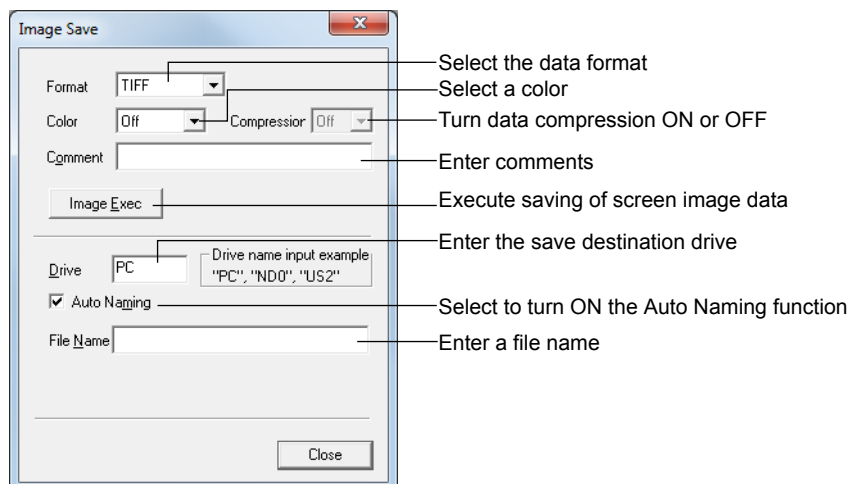 Image Save
Select the data format
Format TIFF
Select a color
Color Off Compressior Off
Turn data compression ON or OFF
Comment
Enter comments
Image Exec
Execute saving of screen image data
Enter the save destination drive
Drive PC
Drive name input example
"PC", "ND0", "US2"
Auto Naming
Select to turn ON the Auto Naming function
File Name
Enter a file name
Close